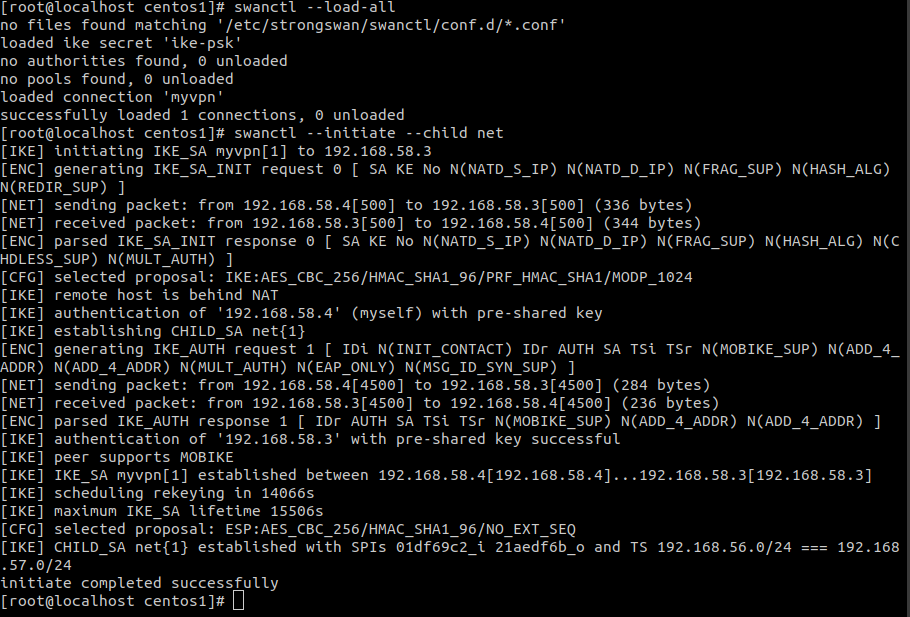 [root@localhost centos1]# swanctl --load-all
no files found matching '/etc/strongswan/swanctl/conf.d/*.conf'
loaded ike secret 'ike-psk'
no authorities found, 0 unloaded
no pools found, 0 unloaded
loaded connection 'myvpn'
successfully loaded 1 connections, 0 unloaded
[root@localhost centos1]# swanctl --initiate --child net
[IKE] initiating IKE_SA myvpn[1] to 192.168.58.3
[ENC] generating IKE_SA_INIT request 0 [ SA KE No N(NATD_S_IP) N(NATD_D_IP) N(FRAG_SUP) N(HASH_ALG)
N(REDIR_SUP) ]
[NET] sending packet: from 192.168.58.4[500] to 192.168.58.3[500] (336 bytes)
[NET] received packet: from 192.168.58.3[500] to 192.168.58.4[500] (344 bytes)
[ENC] parsed IKE_SA_INIT response 0 [ SA KE No N(NATD_S_IP) N(NATD_D_IP) N(FRAG_SUP) N(HASH_ALG) N(C
HDLESS_SUP) N(MULT_AUTH) ]
[CFG] selected proposal: IKE:AES_CBC_256/HMAC_SHA1_96/PRF_HMAC_SHA1/MODP_1024
[IKE] remote host is behind NAT
[IKE] authentication of '192.168.58.4' (myself) with pre-shared key
[IKE] establishing CHILD_SA net{1}
[ENC] generating IKE_AUTH request 1 [ IDi N(INIT_CONTACT) IDr AUTH SA TSi TSr N(MOBIKE_SUP) N(ADD_4_
ADDR) N(ADD_4_ADDR) N(MULT_AUTH) N(EAP_ONLY) N(MSG_ID_SYN_SUP) ]
[NET] sending packet: from 192.168.58.4[4500] to 192.168.58.3[4500] (284 bytes)
[NET] received packet: from 192.168.58.3[4500] to 192.168.58.4[4500] (236 bytes)
[ENC] parsed IKE_AUTH response 1 [ IDr AUTH SA TSi TSr N(MOBIKE_SUP) N(ADD_4_ADDR) N(ADD_4_ADDR) ]
[IKE] authentication of '192.168.58.3' with pre-shared key successful
[IKE] peer supports MOBIKE
[IKE] IKE_SA myvpn[1] established between 192.168.58.4[192.168.58.4]...192.168.58.3[192.168.58.3]
[IKE] scheduling rekeying in 14066s
[IKE] maximum IKE_SA lifetime 15506s
[CFG] selected proposal: ESP:AES_CBC_256/HMAC_SHA1_96/NO_EXT_SEQ
[IKE] CHILD_SA net{1} established with SPIs 01df69c2_i 21aedf6b_o and TS 192.168.56.0/24 === 192.168
.57.0/24
initiate completed successfully
[root@localhost centos1]#